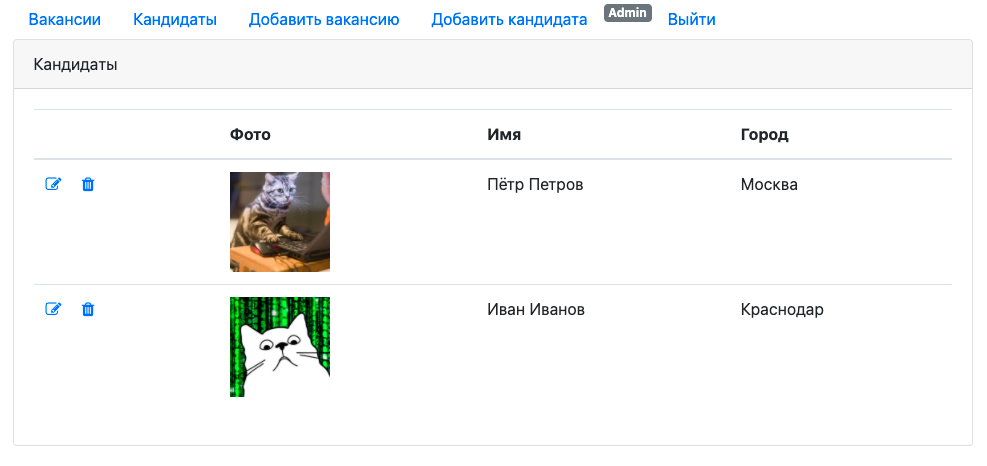 Вакансии Кандидаты Добавить вакансию Добавить кандидата Admin Выйти
Кандидаты
Фото Имя Город
Пётр Петров Москва
Иван Иванов Краснодар